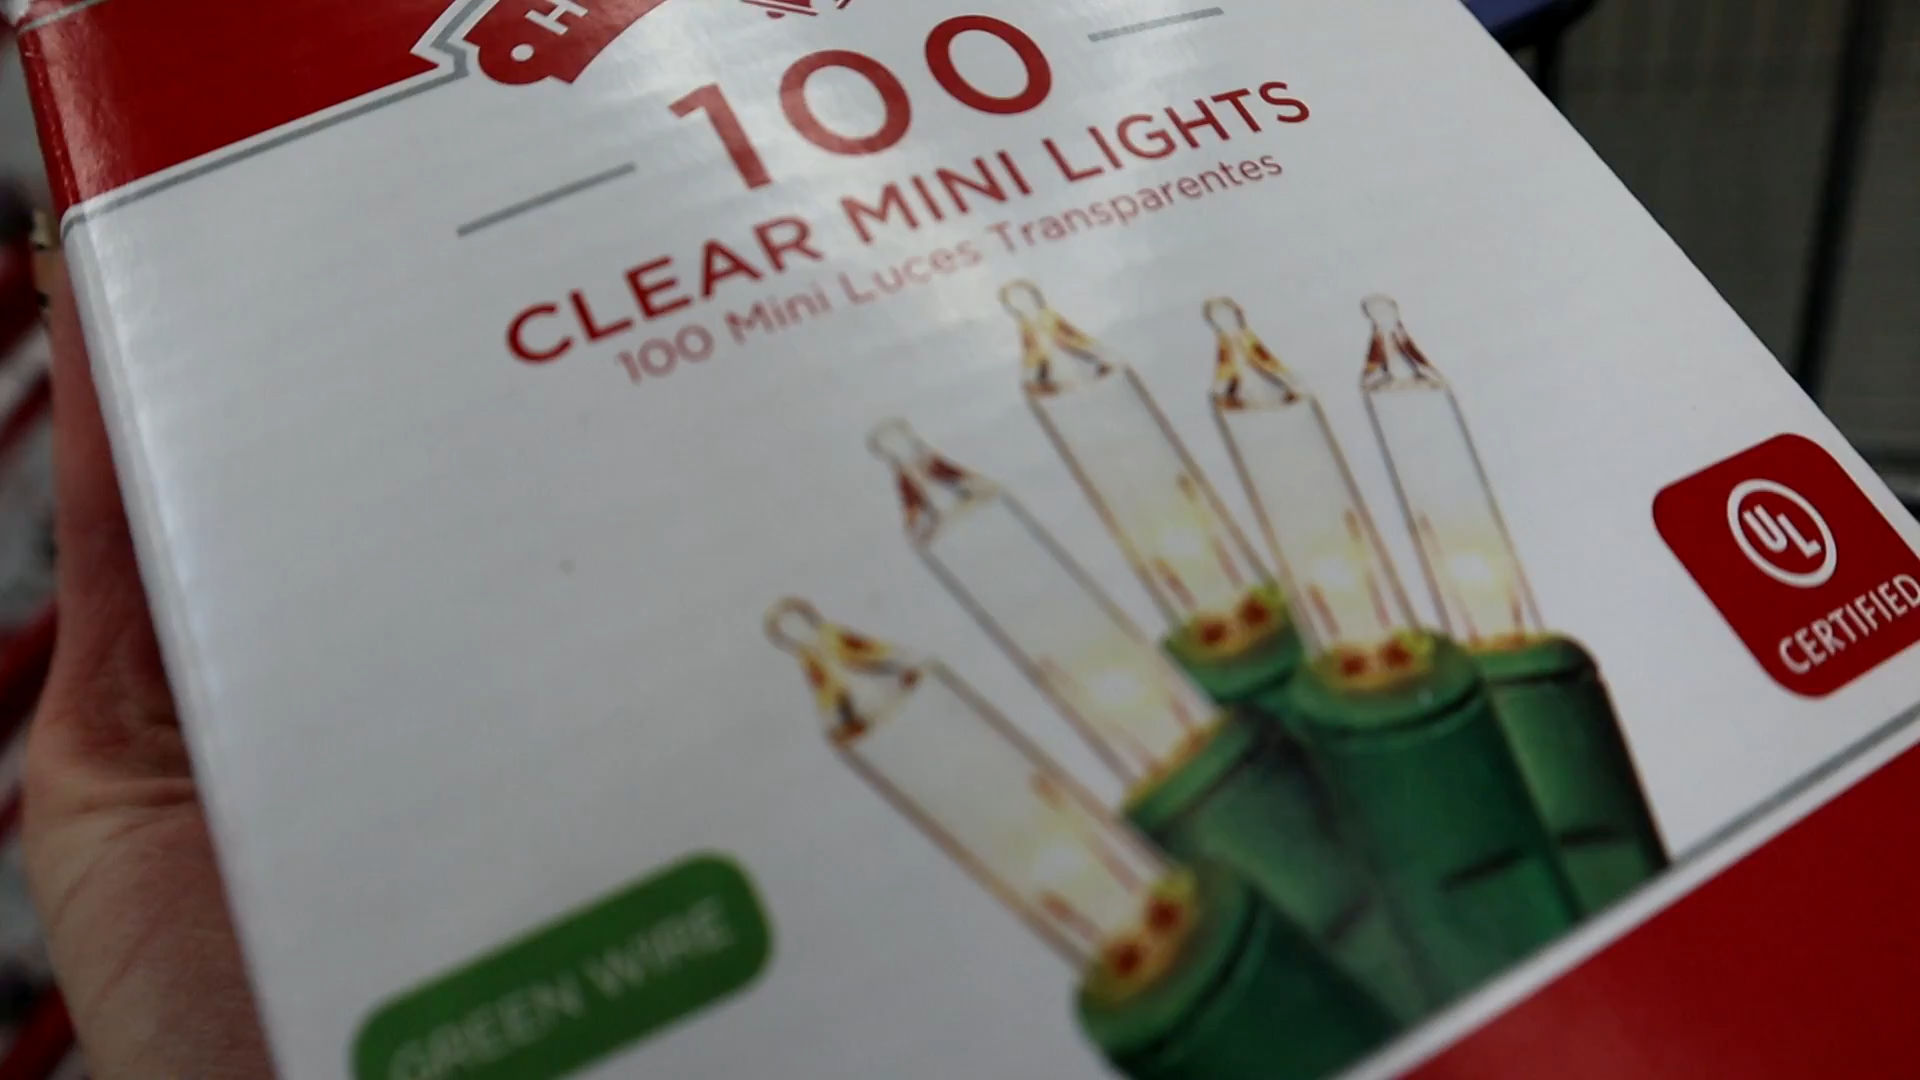 100
CLEAR MINI LIGHTS
100 Mini Luces Transparentes
UL
CERTIFIED
GREEN WIRE